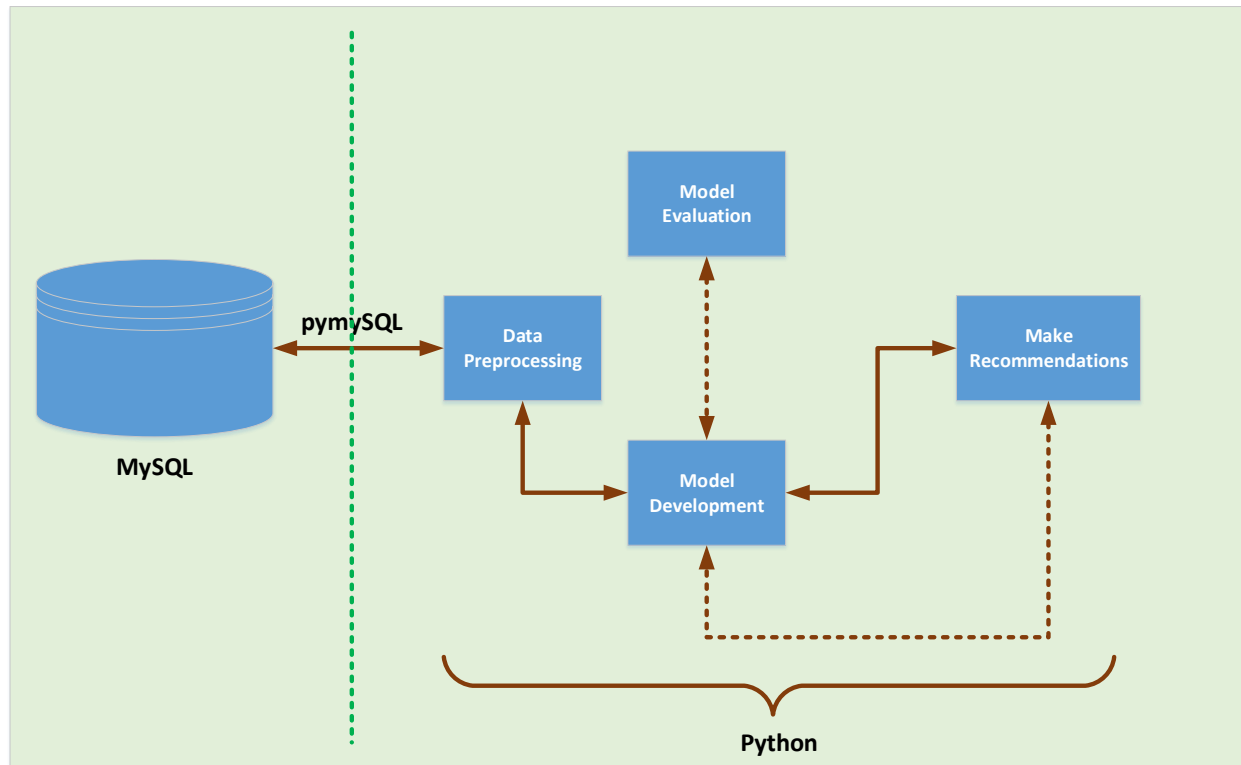 Model
Evaluation
pymySQL
Data
Preprocessing
Make
Recommendations
MySQL
Model
Development
Python